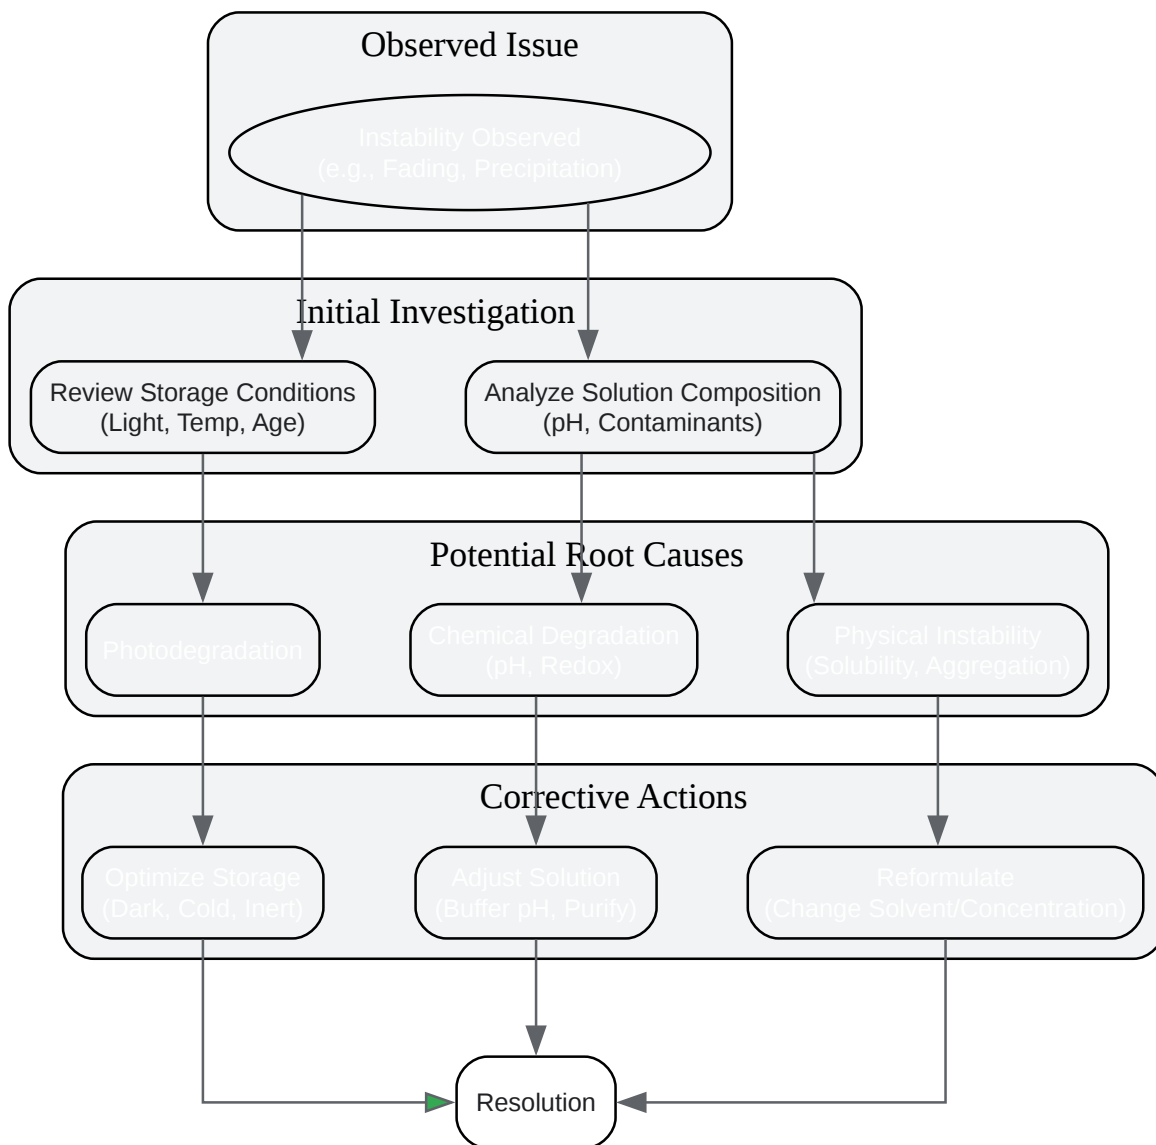 Observed Issue
Instability Observed
(e.g., Fading, Precipitation)
Initial Investigation
Review Storage Conditions
(Light, Temp, Age)
Analyze Solution Composition
(pH, Contaminants)
Potential Root Causes
Photodegradation
Chemical Degradation
(pH, Redox)
Physical Instability
(Solubility, Aggregation)
Corrective Actions
Optimize Storage
(Dark, Cold, Inert)
Adjust Solution
(Buffer pH, Purify)
Reformulate
(Change Solvent/Concentration)
Resolution